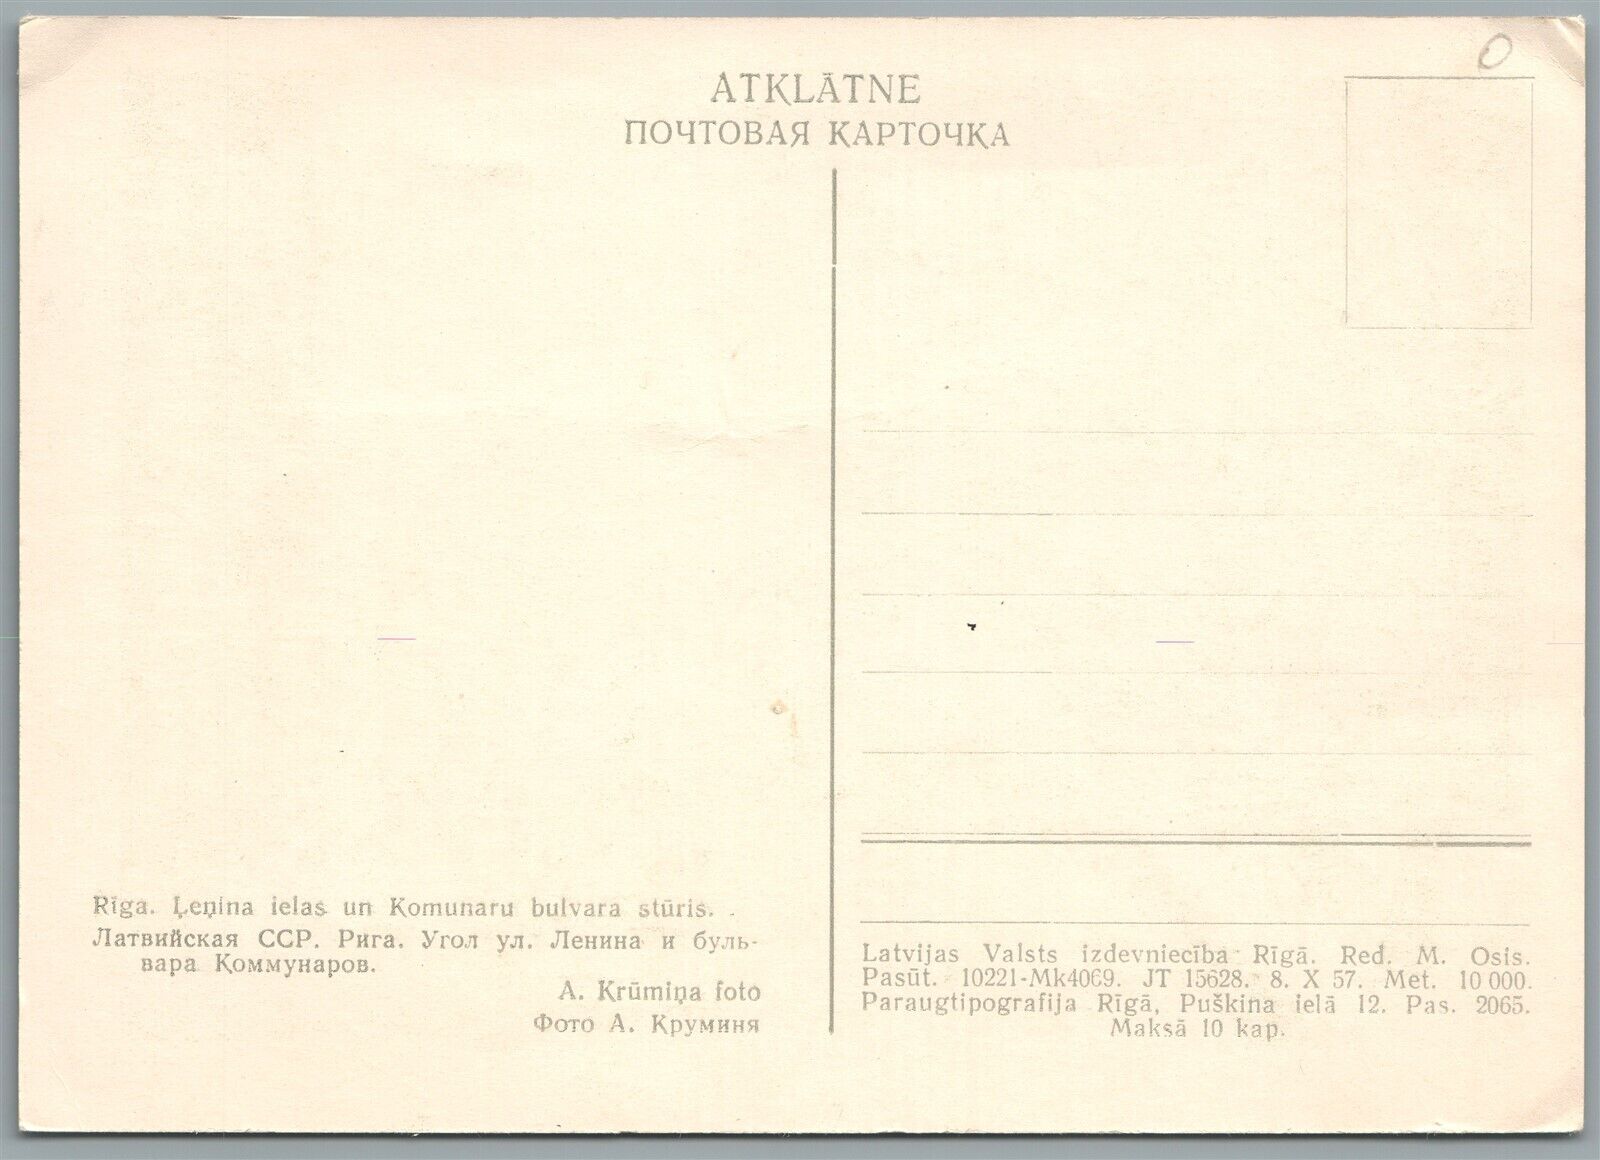 ATKLĀTNE
ПОЧТОВАЯ КАРТОЧКА
Rīga. Ļeņina ielas un Komunaru bulvara stūris.
Латвийская ССР. Рига. Угол ул. Ленина и буль-
вара Коммунаров.
A. Krūmiņa foto
Фото А. Круминя
Latvijas Valsts izdevniecība Rīgā. Red. M. Osis.
Pasūt. 10221-Mk4069. JT 15628. 8. X 57. Met. 10 000.
Paraugtipografija Rīgā, Puškina ielā 12. Pas. 2065.
Maksā 10 kap.